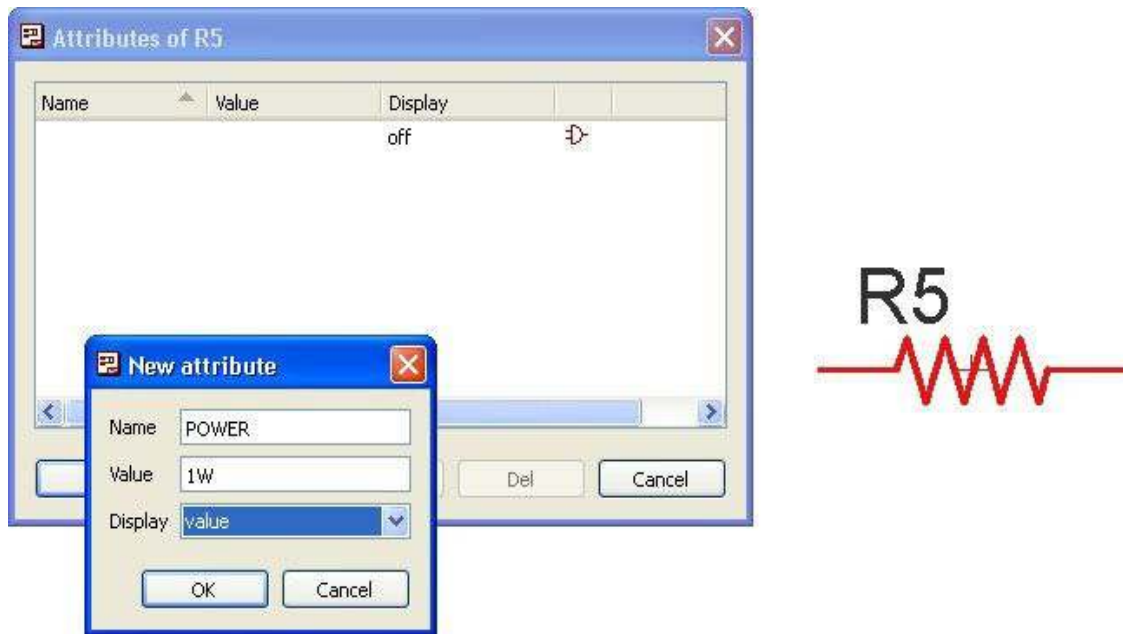 Attributes of R5
Name Value Display
off
New attribute
Name POWER
Value 1W
Display value
OK Cancel
Del Cancel
R5